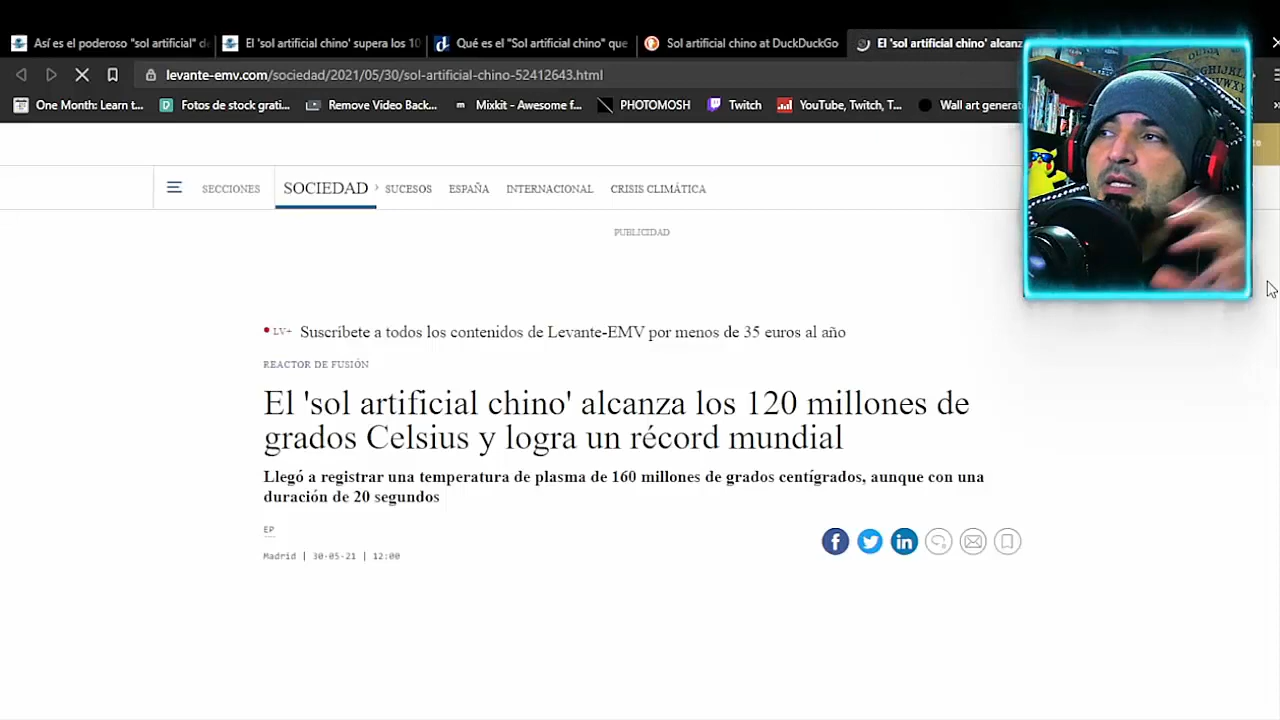 Así es el poderoso "sol artificial" de
El 'sol artificial chino' supera los 10
Qué es el "Sol artificial chino" que
Sol artificial chino at DuckDuckGo
El 'sol artificial chino' alcanza
levante-emv.com/sociedad/2021/05/30/sol-artificial-chino-52412643.html
One Month: Learn t...
Fotos de stock grati...
Remove Video Back...
Mixkit - Awesome f...
PHOTOMOSH
Twitch
YouTube, Twitch, T...
Wall art generat
SECCIONES
SOCIEDAD
SUCESOS
ESPAÑA
INTERNACIONAL
CRISIS CLIMÁTICA
PUBLICIDAD
LV+ Suscríbete a todos los contenidos de Levante-EMV por menos de 35 euros al año
REACTOR DE FUSIÓN
El 'sol artificial chino' alcanza los 120 millones de
grados Celsius y logra un récord mundial
Llegó a registrar una temperatura de plasma de 160 millones de grados centígrados, aunque con una
duración de 20 segundos
EP
Madrid | 30-05-21 | 12:00